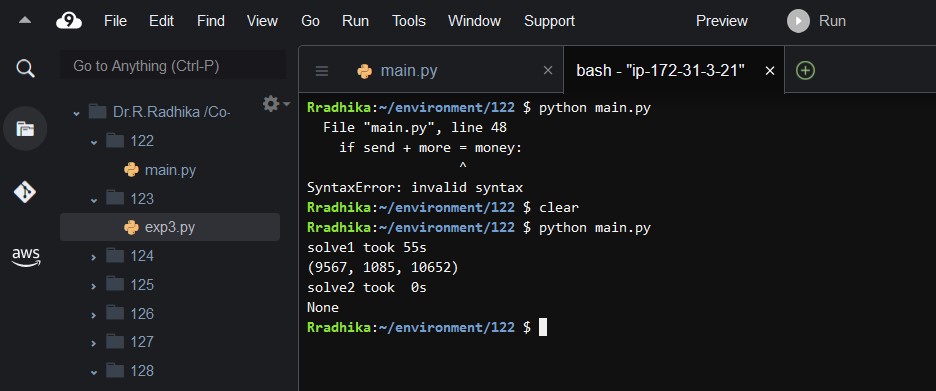 9 File Edit Find View Go Run Tools Window Support Preview Run
Go to Anything (Ctrl-P)
Dr.R.Radhika /Co-
122
main.py
123
exp3.py
124
125
126
127
128
aws
main.py × bash - "ip-172-31-3-21" ×
Rradhika:~/environment/122 $ python main.py
  File "main.py", line 48
    if send + more = money:
                   ^
SyntaxError: invalid syntax
Rradhika:~/environment/122 $ clear
Rradhika:~/environment/122 $ python main.py
solve1 took 55s
(9567, 1085, 10652)
solve2 took  0s
None
Rradhika:~/environment/122 $